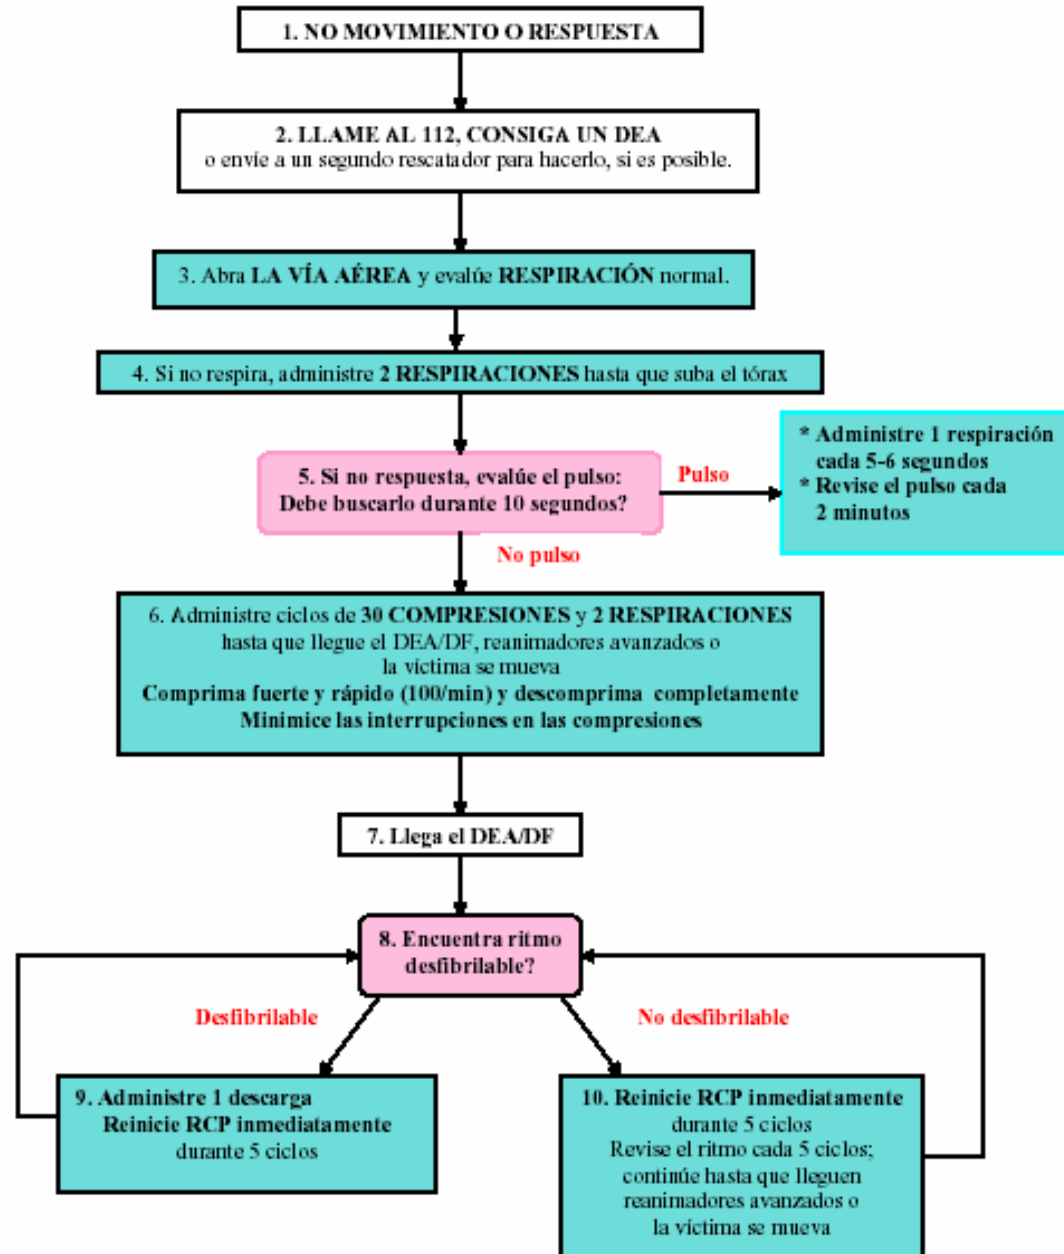 1. NO MOVIMIENTO O RESPUESTA
2. LLAME AL 112, CONSIGA UN DEA
o envíe a un segundo rescatador para hacerlo, si es posible.
3. Abra LA VÍA AÉREA y evalúe RESPIRACIÓN normal.
4. Si no respira, administre 2 RESPIRACIONES hasta que suba el tórax
5. Si no respuesta, evalúe el pulso:
Debe buscarlo durante 10 segundos?
Pulso
* Administre 1 respiración
cada 5-6 segundos
* Revise el pulso cada
2 minutos
No pulso
6. Administre ciclos de 30 COMPRESIONES y 2 RESPIRACIONES
hasta que llegue el DEA/DF, reanimadores avanzados o
la víctima se mueva
Comprima fuerte y rápido (100/min) y descomprima completamente
Minimice las interrupciones en las compresiones
7. Llega el DEA/DF
8. Encuentra ritmo
desfibrilable?
Desfibrilable
No desfibrilable
9. Administre 1 descarga
Reinicie RCP inmediatamente
durante 5 ciclos
10. Reinicie RCP inmediatamente
durante 5 ciclos
Revise el ritmo cada 5 ciclos;
continúe hasta que lleguen
reanimadores avanzados o
la víctima se mueva